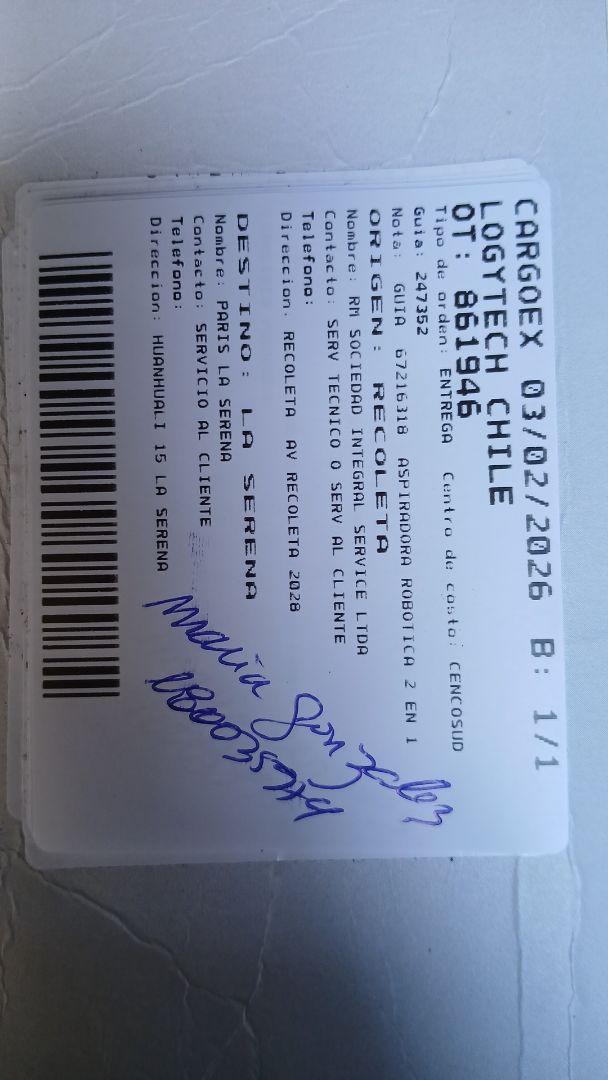 CARGOEX 03/02/2026 B: 1/1
LOGYTECH CHILE
OT: 861946
Tipo de orden: ENTREGA Centro de costo: CENCOSUD
Guia: 247352
Nota: GUIA 67216318 ASPIRADORA ROBOTICA 2 EN 1
ORIGEN: RECOLETA
Nombre: RM SOCIEDAD INTEGRAL SERVICE LTDA
Contacto: SERV TECNICO O SERV AL CLIENTE
Telefono:
Direccion: RECOLETA AV RECOLETA 2028
DESTINO: LA SERENA
Nombre: PARIS LA SERENA
Contacto: SERVICIO AL CLIENTE
Telefono:
Direccion: HUANHUALI 15 LA SERENA
Maria Gonzalez